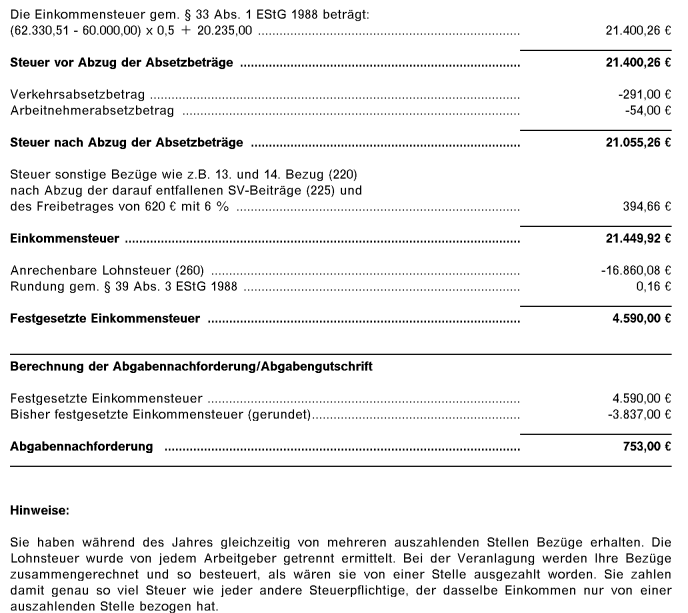 Die Einkommensteuer gem. § 33 Abs. 1 EStG 1988 beträgt:
(62.330,51 - 60.000,00) x 0,5 + 20.235,00 ................ 21.400,26 €
Steuer vor Abzug der Absetzbeträge ................ 21.400,26 €
Verkehrsabsetzbetrag ................ -291,00 €
Arbeitnehmerabsetzbetrag ................ -54,00 €
Steuer nach Abzug der Absetzbeträge ................ 21.055,26 €
Steuer sonstige Bezüge wie z.B. 13. und 14. Bezug (220)
nach Abzug der darauf entfallenen SV-Beiträge (225) und
des Freibetrages von 620 € mit 6 % ................ 394,66 €
Einkommensteuer ................ 21.449,92 €
Anrechenbare Lohnsteuer (260) ................ -16.860,08 €
Rundung gem. § 39 Abs. 3 EStG 1988 ................ 0,16 €
Festgesetzte Einkommensteuer ................ 4.590,00 €
Berechnung der Abgabennachforderung/Abgabengutschrift
Festgesetzte Einkommensteuer ................ 4.590,00 €
Bisher festgesetzte Einkommensteuer (gerundet)................ -3.837,00 €
Abgabennachforderung ................ 753,00 €
Hinweise:
Sie haben während des Jahres gleichzeitig von mehreren auszahlenden Stellen Bezüge erhalten. Die
Lohnsteuer wurde von jedem Arbeitgeber getrennt ermittelt. Bei der Veranlagung werden Ihre Bezüge
zusammengerechnet und so besteuert, als wären sie von einer Stelle ausgezahlt worden. Sie zahlen
damit genau so viel Steuer wie jeder andere Steuerpflichtige, der dasselbe Einkommen nur von einer
auszahlenden Stelle bezogen hat.